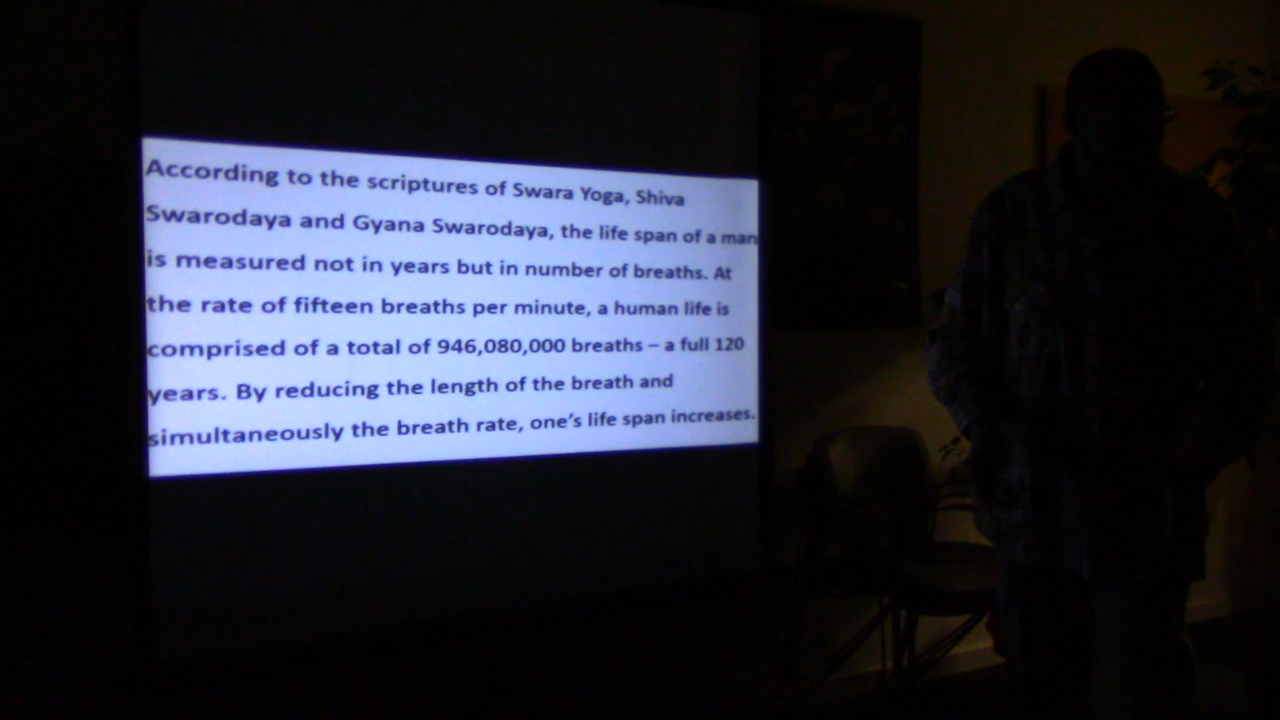 According to the scriptures of Swara Yoga, Shiva
Swarodaya and Gyana Swarodaya, the life span of a man
is measured not in years but in number of breaths. At
the rate of fifteen breaths per minute, a human life is
comprised of a total of 946,080,000 breaths – a full 120
years. By reducing the length of the breath and
simultaneously the breath rate, one's life span increases.